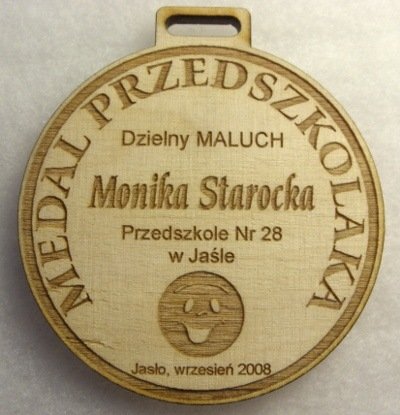 MEDAL PRZEDSZKOLAKA
Dzielny MALUCH
Monika Starocka
Przedszkole Nr 28
w Jaśle
Jasło, wrzesień 2008